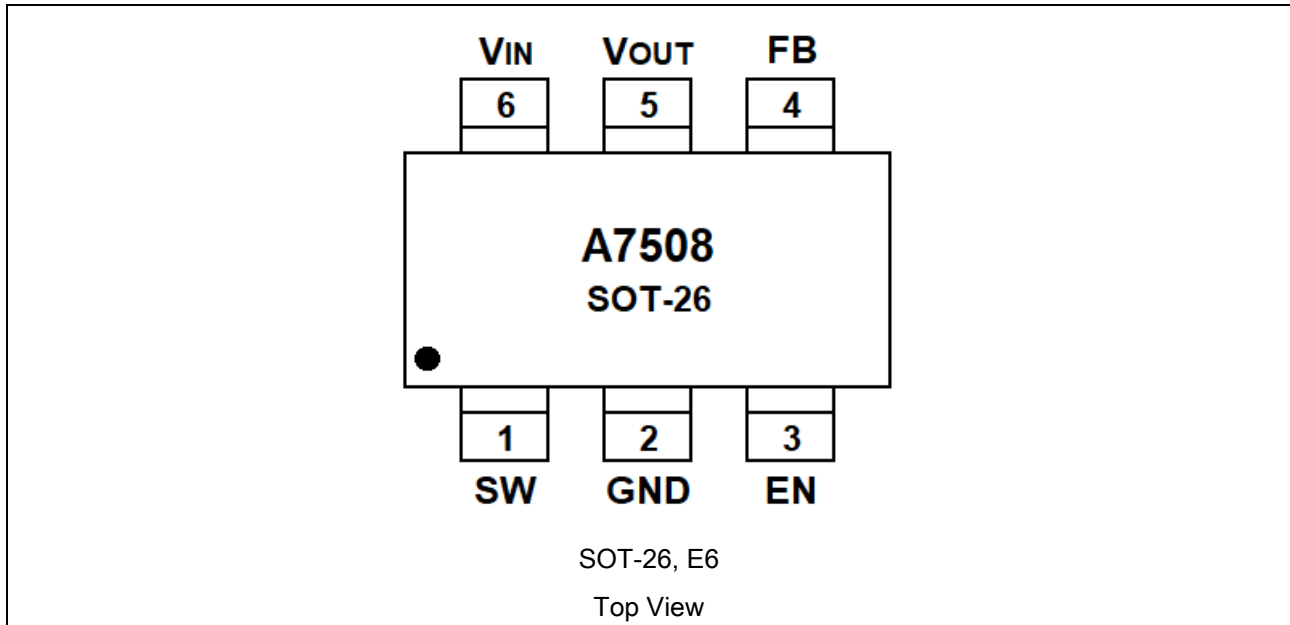 VIN VOUT FB
6 5 4
A7508
SOT-26
1 2 3
SW GND EN
SOT-26, E6
Top View